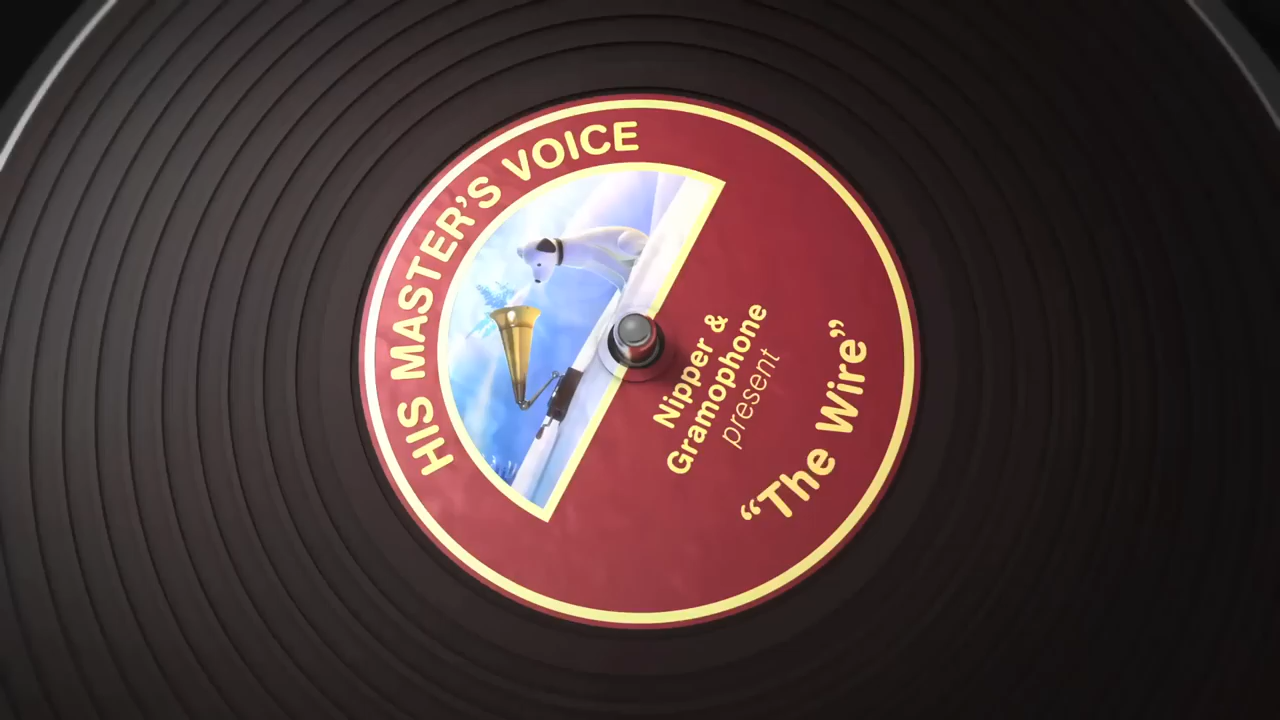 HIS MASTER'S VOICE
Nipper &
Gramophone
present
“The Wire”